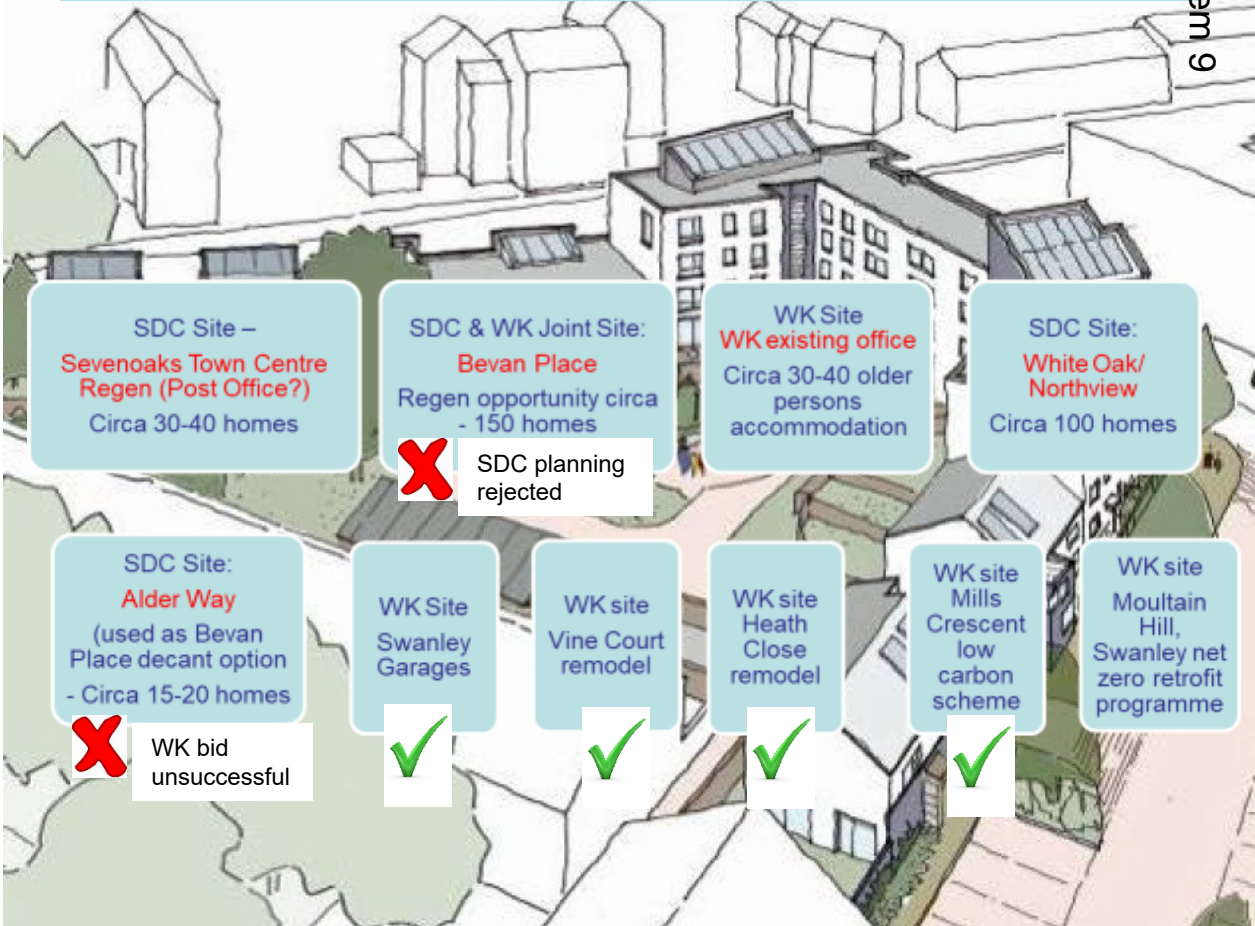 em 9
SDC Site –
Sevenoaks Town Centre
Regen (Post Office?)
Circa 30-40 homes
SDC & WK Joint Site:
Bevan Place
Regen opportunity circa
- 150 homes
SDC planning
rejected
WK Site
WK existing office
Circa 30-40 older
persons
accommodation
SDC Site:
White Oak/
Northview
Circa 100 homes
SDC Site:
Alder Way
(used as Bevan
Place decant option
- Circa 15-20 homes
WK bid
unsuccessful
WK Site
Swanley
Garages
WK site
Vine Court
remodel
WK site
Heath
Close
remodel
WK site
Mills
Crescent
low
carbon
scheme
WK site
Moultain
Hill,
Swanley net
zero retrofit
programme